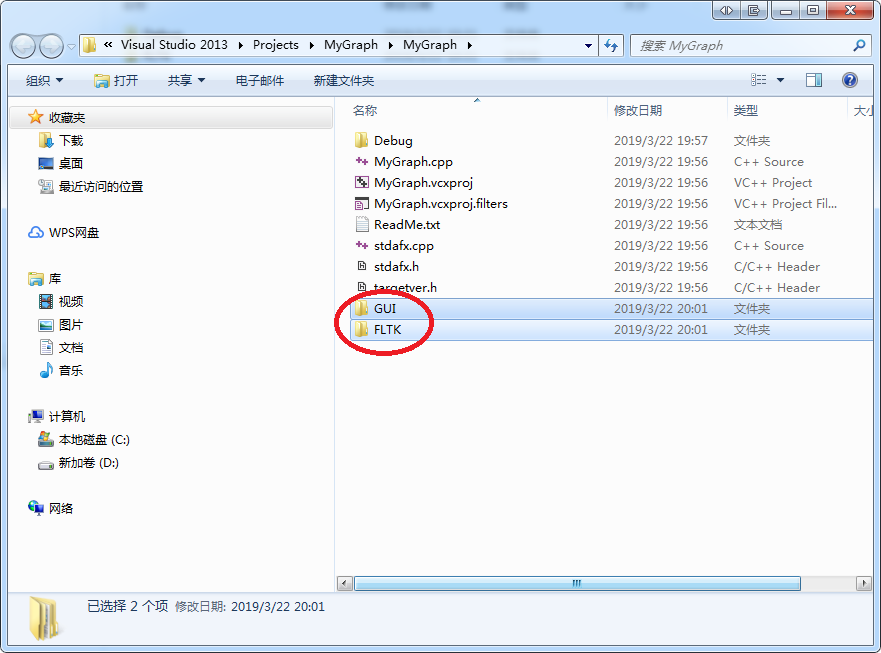 « Visual Studio 2013 ▸ Projects ▸ MyGraph ▸ MyGraph ▸
搜索 MyGraph
组织 打开 共享 电子邮件 新建文件夹
收藏夹
下载
桌面
最近访问的位置
WPS网盘
库
视频
图片
文档
音乐
计算机
本地磁盘 (C:)
新加卷 (D:)
网络
名称 修改日期 类型
Debug 2019/3/22 19:57 文件夹
MyGraph.cpp 2019/3/22 19:56 C++ Source
MyGraph.vcxproj 2019/3/22 19:56 VC++ Project
MyGraph.vcxproj.filters 2019/3/22 19:56 VC++ Project Fil...
ReadMe.txt 2019/3/22 19:56 文本文档
stdafx.cpp 2019/3/22 19:56 C++ Source
stdafx.h 2019/3/22 19:56 C/C++ Header
targetver.h 2019/3/22 19:56 C/C++ Header
GUI 2019/3/22 20:01 文件夹
FLTK 2019/3/22 20:01 文件夹
已选择 2 个项 修改日期: 2019/3/22 20:01